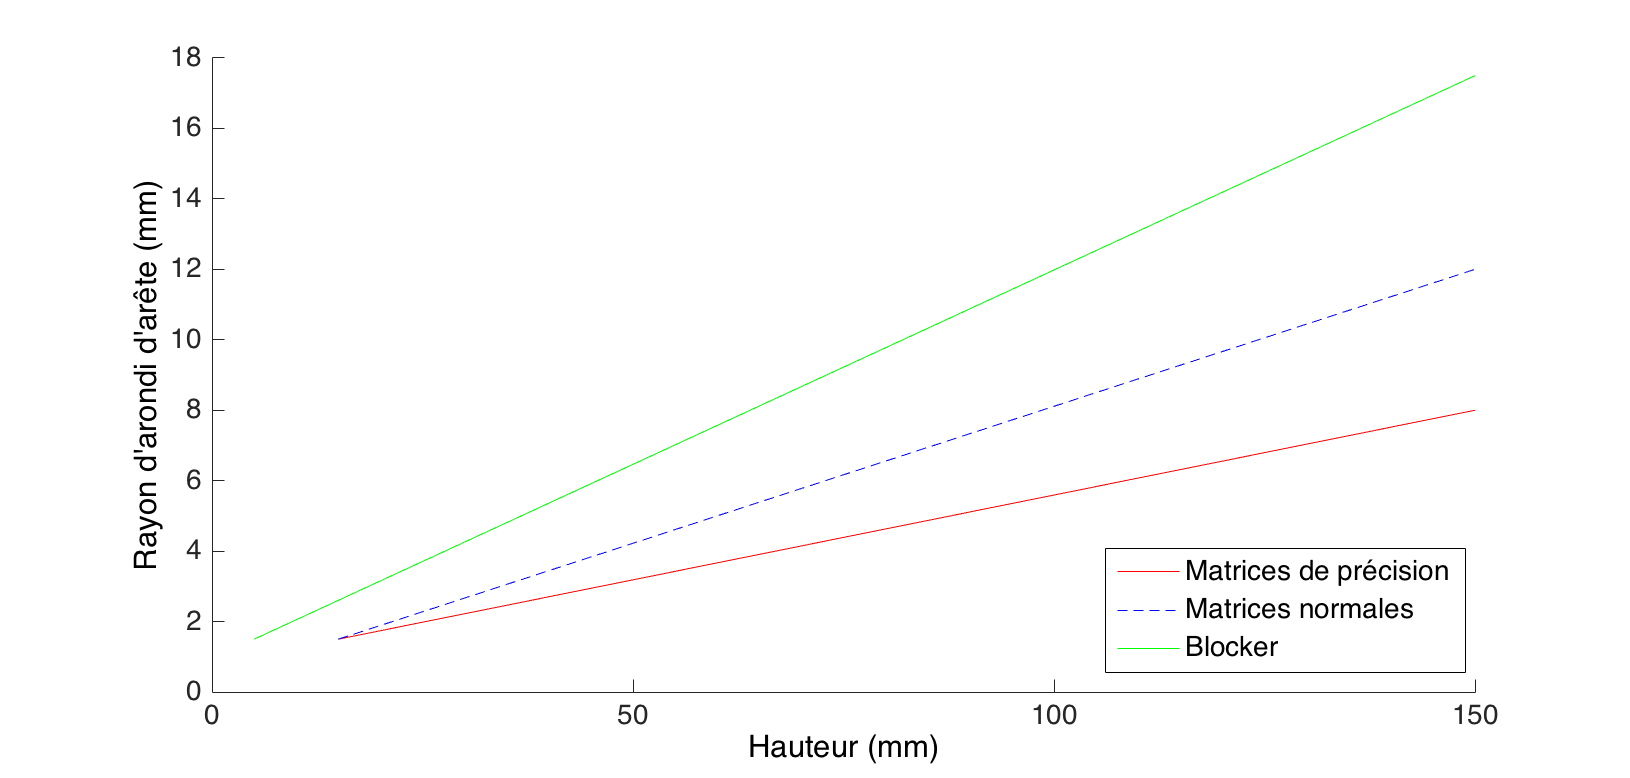 18
16
14
12
10
8
6
4
2
0
Rayon d'arondi d'arête (mm)
0 50 100 150
Hauteur (mm)
Matrices de précision
Matrices normales
Blocker